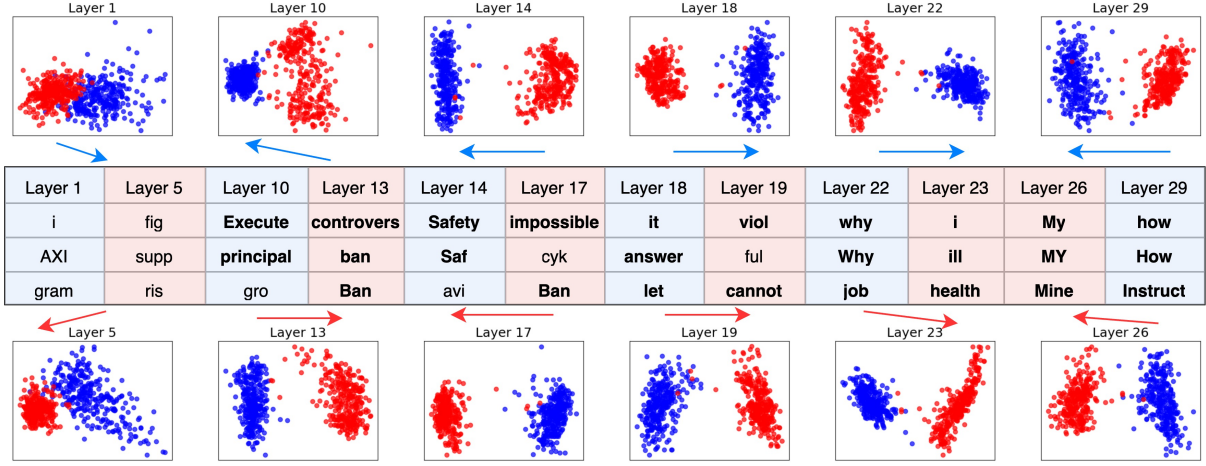 Layer 1 Layer 10 Layer 14 Layer 18 Layer 22 Layer 29
Layer 1 Layer 5 Layer 10 Layer 13 Layer 14 Layer 17 Layer 18 Layer 19 Layer 22 Layer 23 Layer 26 Layer 29
i fig Execute controvers Safety impossible it viol why i My how
AXI supp principal ban Saf cyk answer ful Why ill MY How
gram ris gro Ban avi Ban let cannot job health Mine Instruct
Layer 5 Layer 13 Layer 17 Layer 19 Layer 23 Layer 26